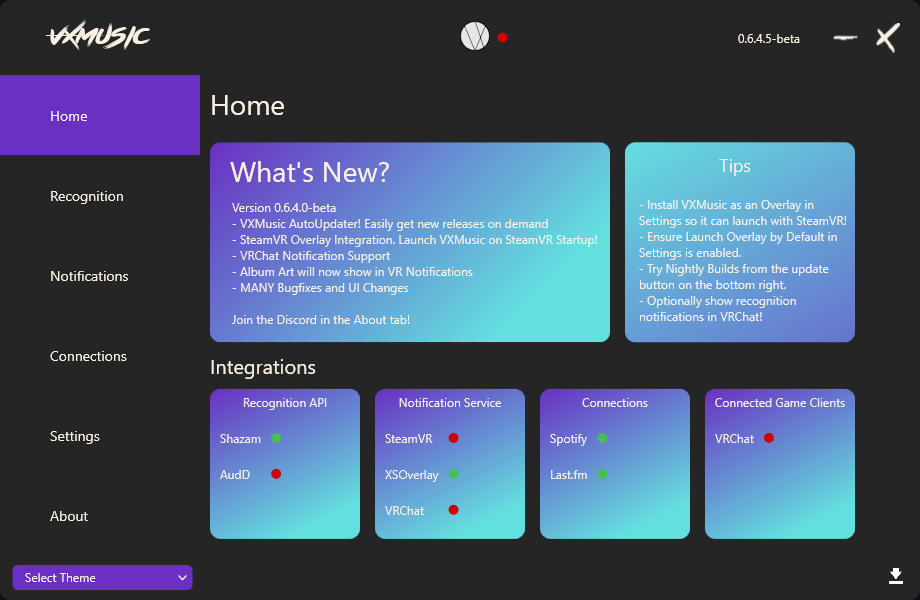 VXMUSIC
0.6.4.5-beta
Home
Recognition
Notifications
Connections
Settings
About
Select Theme
Home
What's New?
Version 0.6.4.0-beta
- VXMusic AutoUpdater! Easily get new releases on demand
- SteamVR Overlay Integration. Launch VXMusic on SteamVR Startup!
- VRChat Notification Support
- Album Art will now show in VR Notifications
- MANY Bugfixes and UI Changes
Join the Discord in the About tab!
Tips
- Install VXMusic as an Overlay in
Settings so it can launch with SteamVR!
- Ensure Launch Overlay by Default in
Settings is enabled.
- Try Nightly Builds from the update
button on the bottom right.
- Optionally show recognition
notifications in VRChat!
Integrations
Recognition API
Shazam
AudD
Notification Service
SteamVR
XSOverlay
VRChat
Connections
Spotify
Last.fm
Connected Game Clients
VRChat